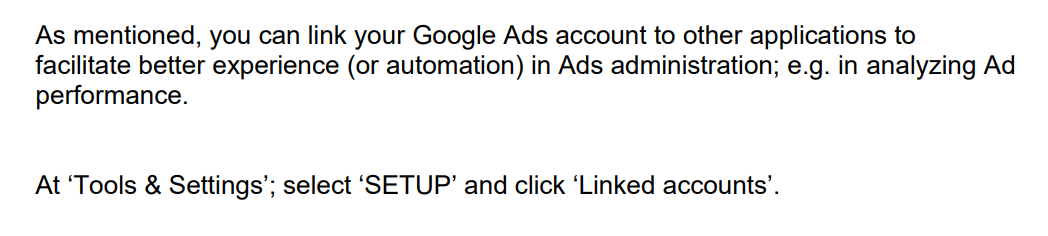 As mentioned, you can link your Google Ads account to other applications to
facilitate better experience (or automation) in Ads administration; e.g. in analyzing Ad
performance.
At ‘Tools & Settings’; select ‘SETUP’ and click ‘Linked accounts’.